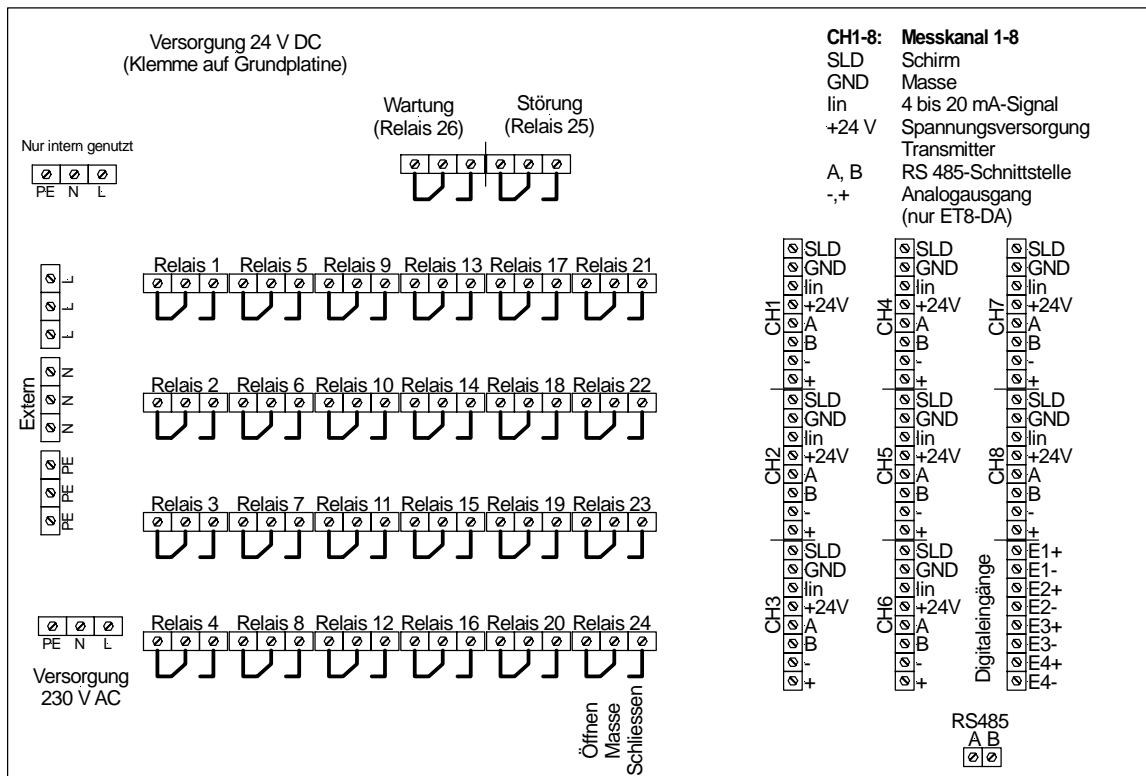 Versorgung 24 V DC
(Klemme auf Grundplatine)
Wartung
(Relais 26)
Störung
(Relais 25)
Nur intern genutzt
PE N L
CH1-8: Messkanal 1-8
SLD Schirm
GND Masse
Iin 4 bis 20 mA-Signal
+24 V Spannungsversorgung
Transmitter
A, B RS 485-Schnittstelle
-,+ Analogausgang
(nur ET8-DA)
Extern
L
L
L
N
N
N
PE
PE
PE
Relais 1 Relais 5 Relais 9 Relais 13 Relais 17 Relais 21
Relais 2 Relais 6 Relais 10 Relais 14 Relais 18 Relais 22
Relais 3 Relais 7 Relais 11 Relais 15 Relais 19 Relais 23
Relais 4 Relais 8 Relais 12 Relais 16 Relais 20 Relais 24
PE N L
Versorgung
230 V AC
Öffnen
Masse
Schliessen
CH1
SLD
GND
Iin
+24V
A
B
-
+
CH2
SLD
GND
Iin
+24V
A
B
-
+
CH3
SLD
GND
Iin
+24V
A
B
-
+
CH4
SLD
GND
Iin
+24V
A
B
-
+
CH5
SLD
GND
Iin
+24V
A
B
-
+
CH6
SLD
GND
Iin
+24V
A
B
-
+
CH7
SLD
GND
Iin
+24V
A
B
-
+
CH8
SLD
GND
Iin
+24V
A
B
-
+
Digitaleingänge
E1+
E1-
E2+
E2-
E3+
E3-
E4+
E4-
RS485
A B